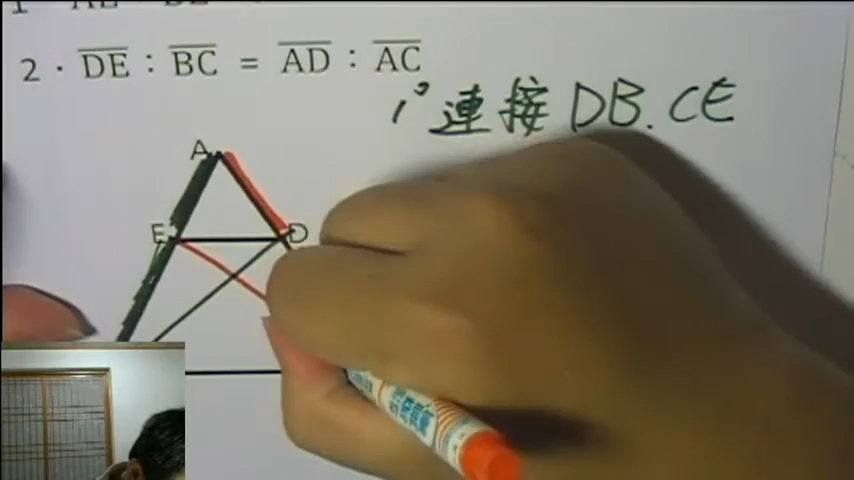 2 · DE : BC = AD : AC
1° 連接 DB. CE
A
E D